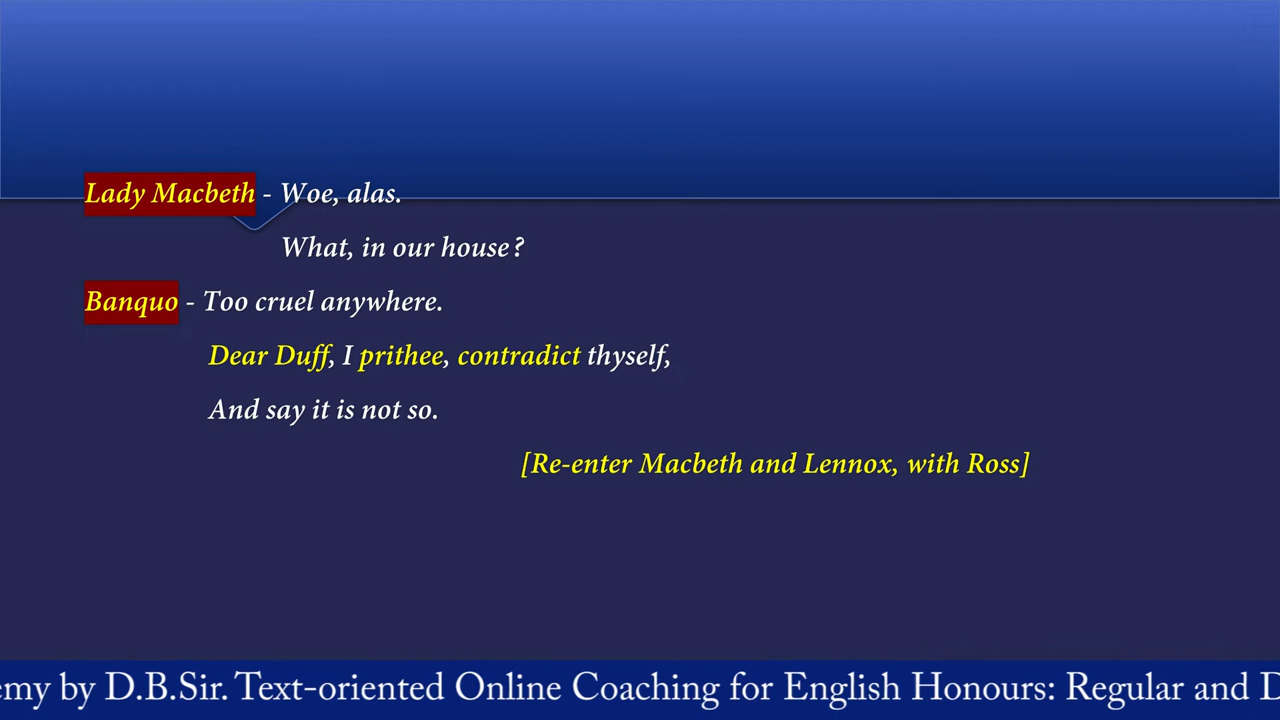 Lady Macbeth - Woe, alas.
What, in our house?
Banquo - Too cruel anywhere.
Dear Duff, I prithee, contradict thyself,
And say it is not so.
[Re-enter Macbeth and Lennox, with Ross]
emy by D.B.Sir. Text-oriented Online Coaching for English Honours: Regular and D